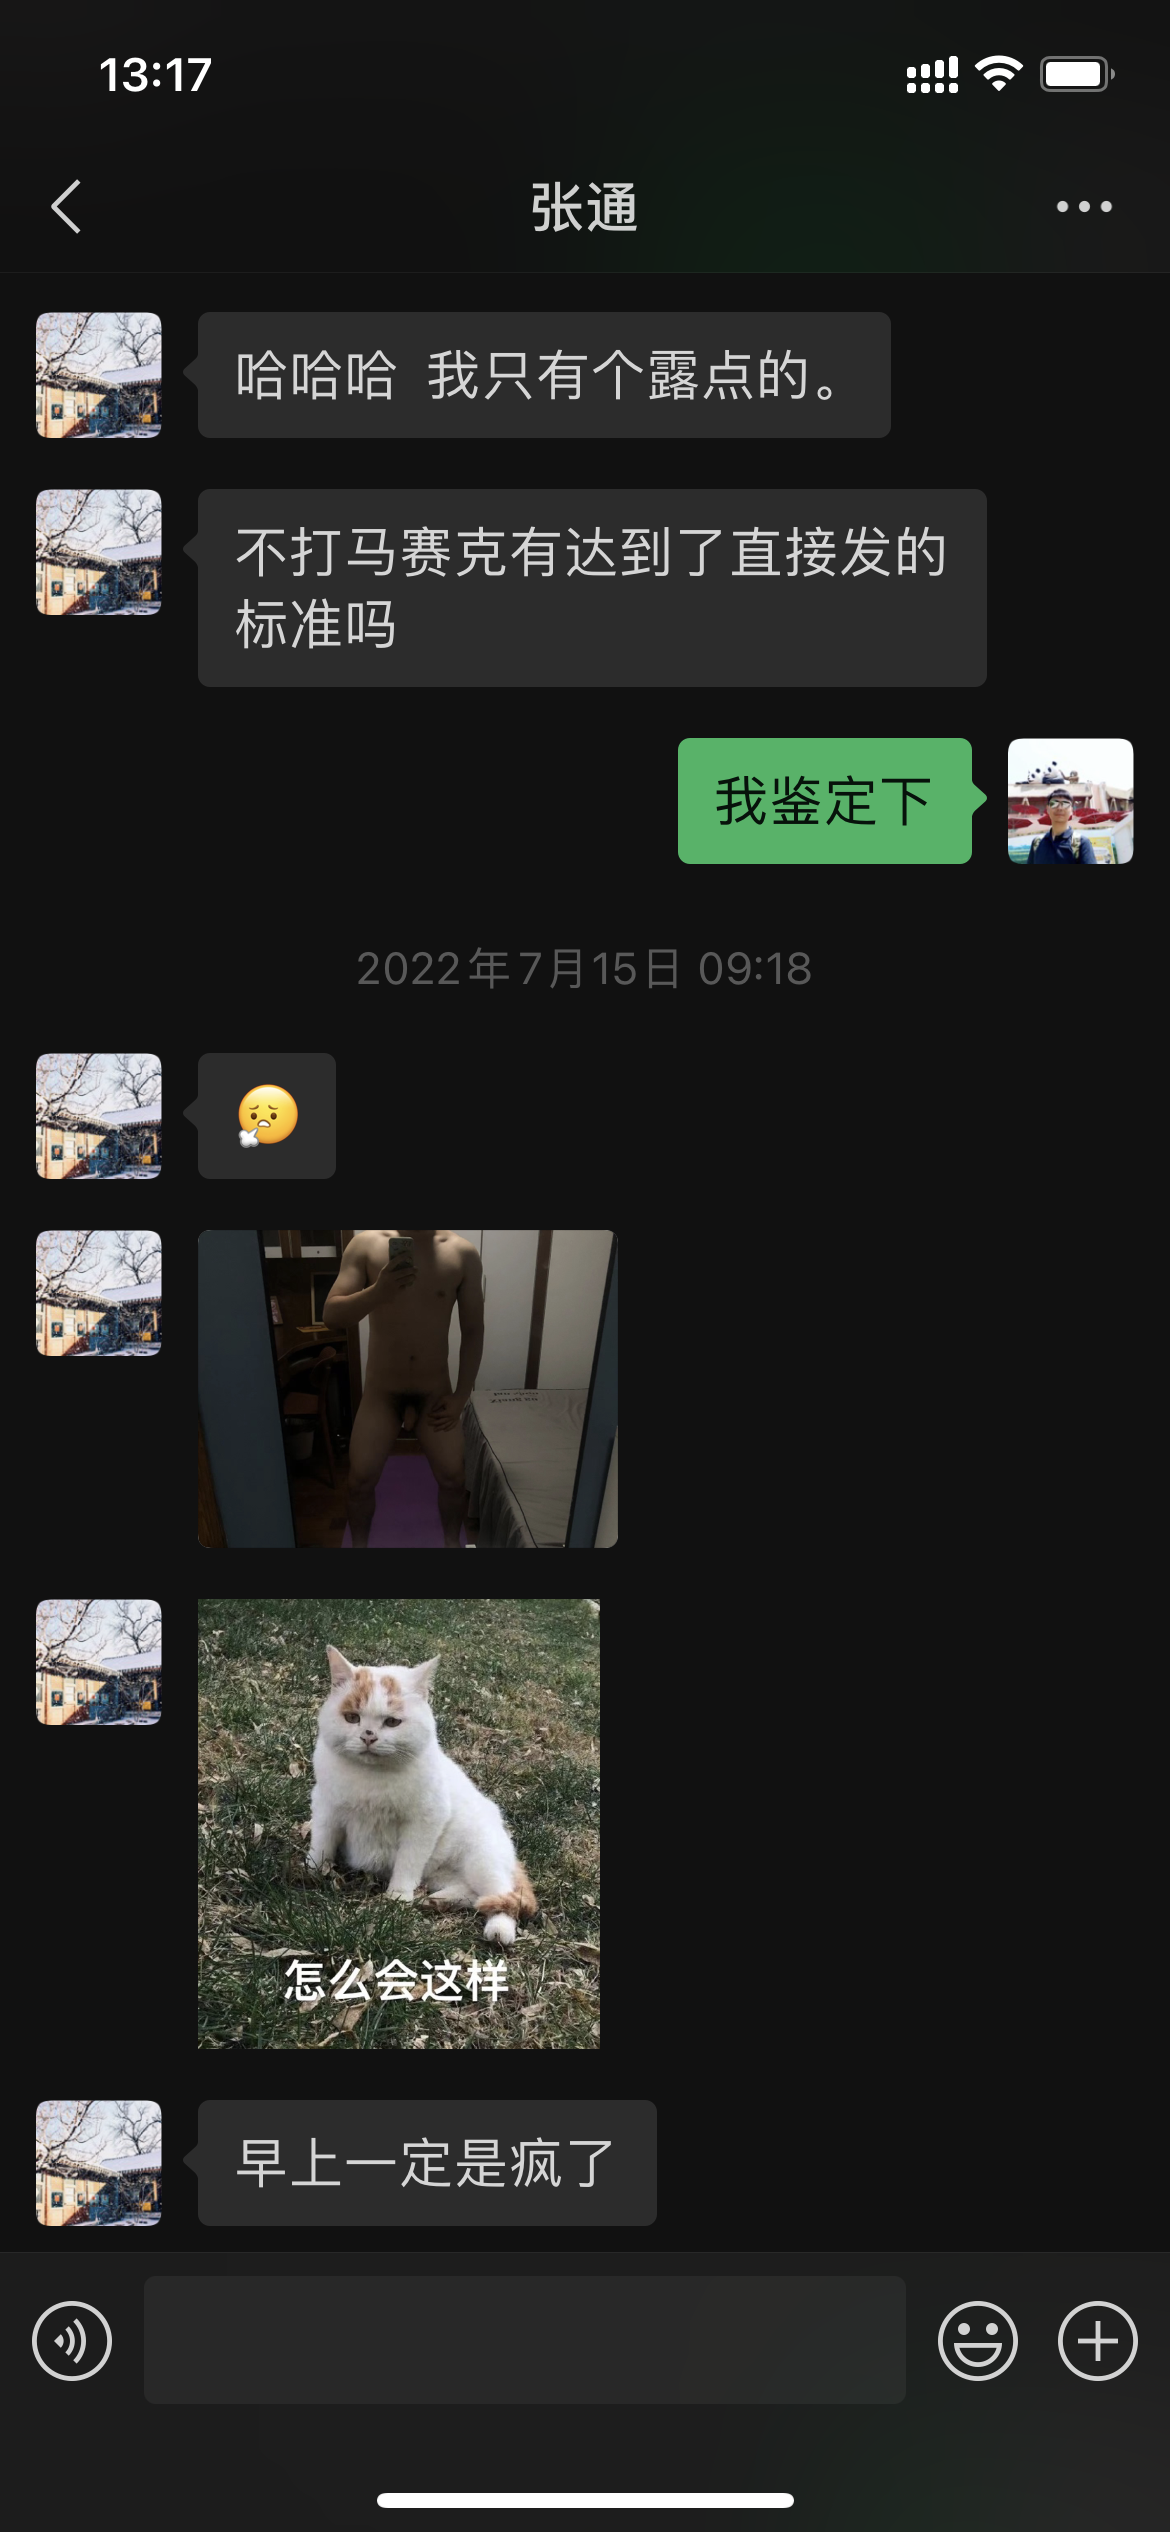 13:17
张通
哈哈哈 我只有个露点的。
不打马赛克有达到了直接发的
标准吗
我鉴定下
2022年7月15日 09:18
怎么会这样
早上一定是疯了